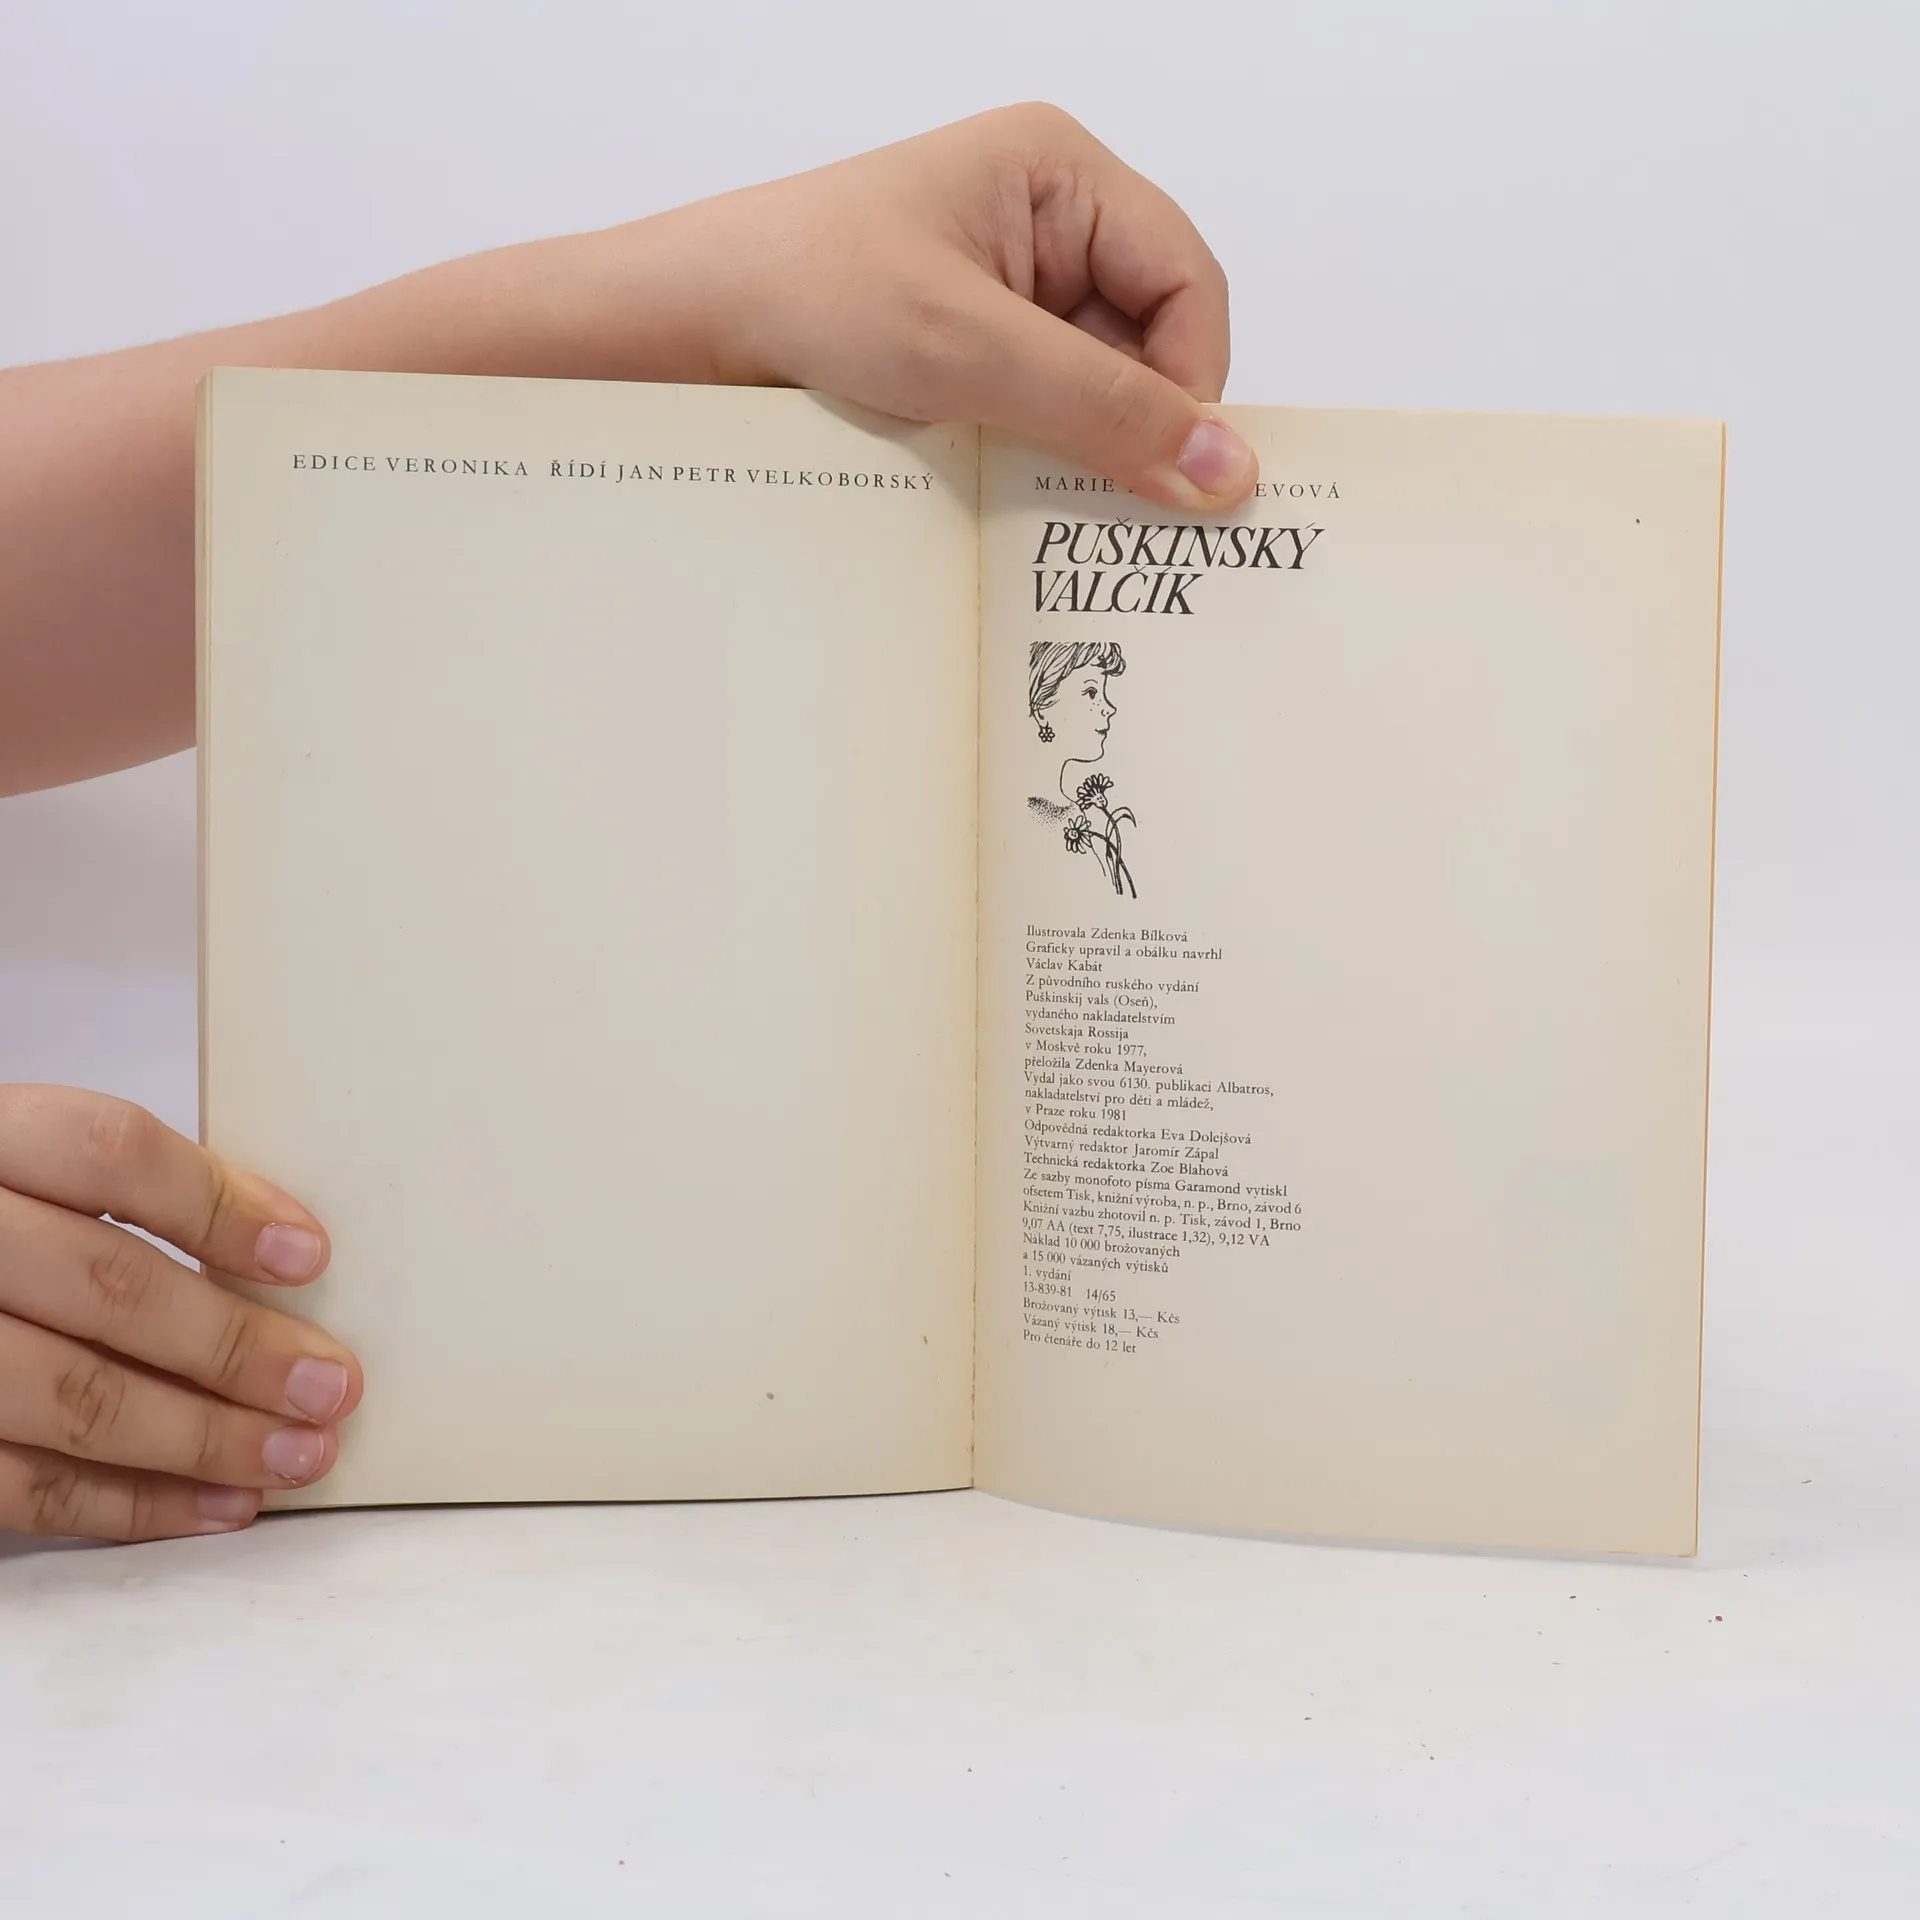 EDICE VERONIKA ŘÍDÍ JAN PETR VELKOBORSKÝ
MARIE EVOVÁ
PUŠKINSKÝ
VALČÍK
Ilustrovala Zdenka Bílková
Graficky upravil a obálku navrhl
Václav Kabát
Z původního ruského vydání
Puškinskij vals (Oseň),
vydaného nakladatelstvím
Sovetskaja Rossija
v Moskvě roku 1977,
přeložila Zdenka Mayerová
Vydal jako svou 6130. publikaci Albatros,
nakladatelství pro děti a mládež,
v Praze roku 1981
Odpovědná redaktorka Eva Dolejšová
Výtvarný redaktor Jaromír Zápal
Technická redaktorka Zoe Blahová
Ze sazby monofoto písma Garamond vytiskl
ofsetem Tisk, knižní výroba, n. p., Brno, závod 6
Knižní vazbu zhotovil n. p. Tisk, závod 1, Brno
9,07 AA (text 7,75, ilustrace 1,32), 9,12 VA
Náklad 10 000 brožovaných
a 15 000 vázaných výtisků
1. vydání
13-839-81 14/65
Brožovaný výtisk 13,— Kčs
Vázaný výtisk 18,— Kčs
Pro čtenáře do 12 let